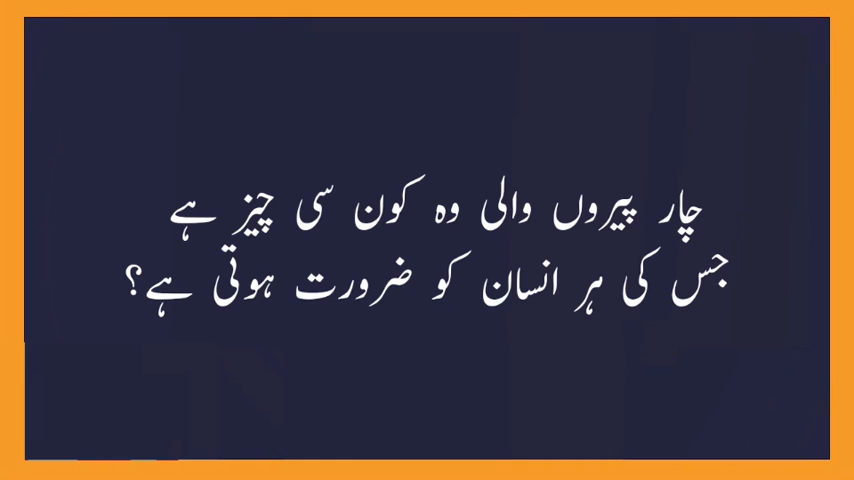 چار پیروں والی وہ کون سی چیز ہے
جس کی ہر انسان کو ضرورت ہوتی ہے؟